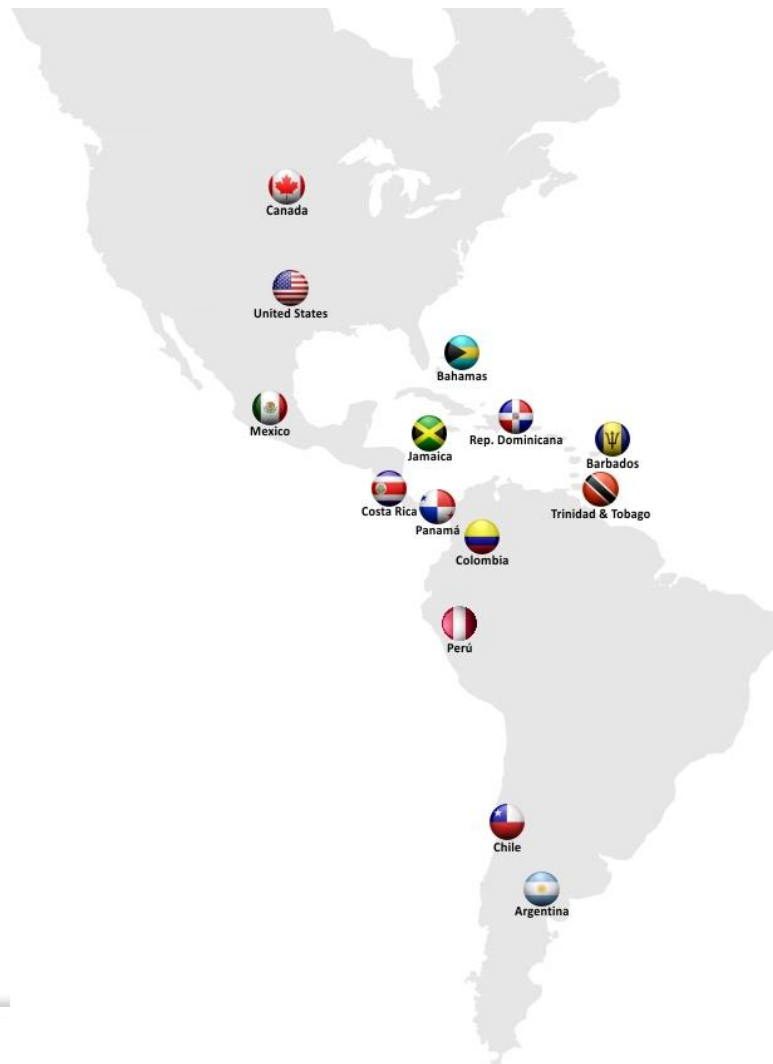 Canada
United States
Bahamas
Mexico
Rep. Dominicana
Jamaica
Barbados
Costa Rica
Trinidad & Tobago
Panamá
Colombia
Perú
Chile
Argentina